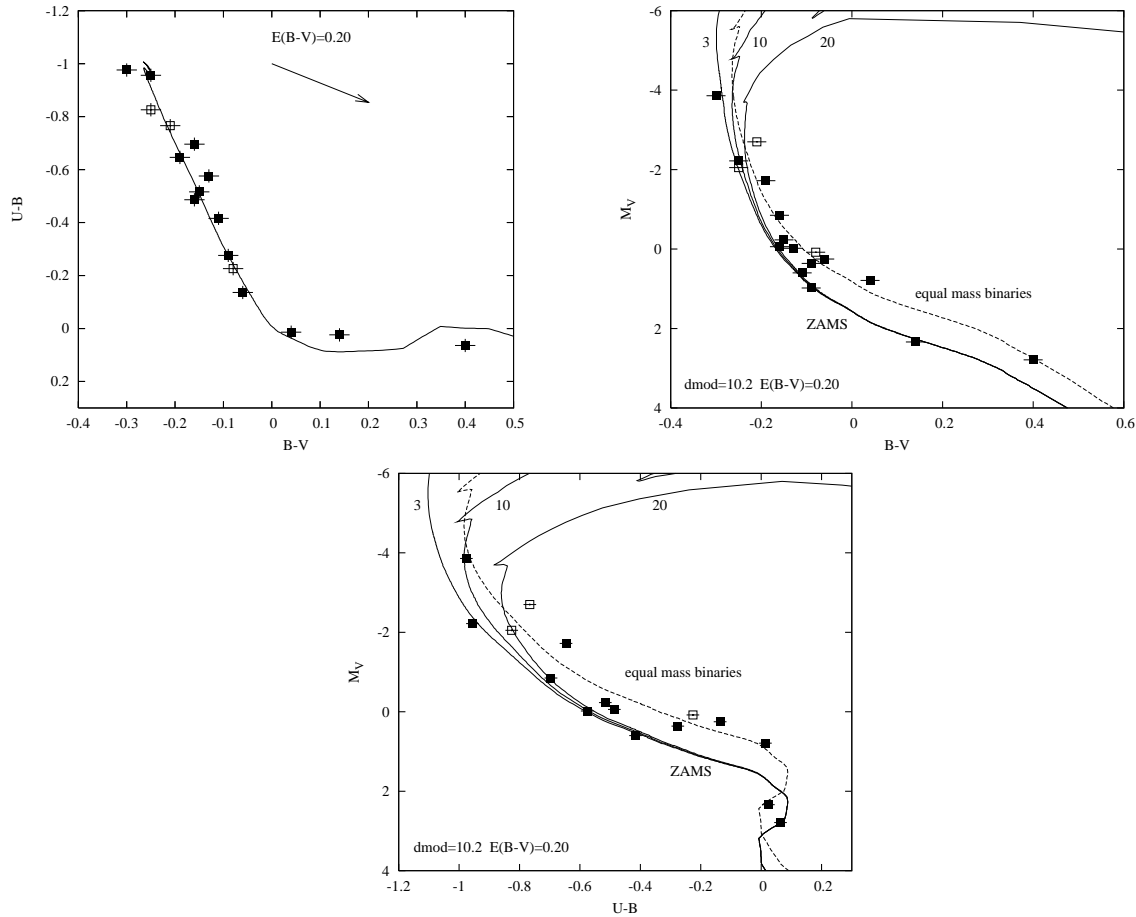 -1.2
-1
-0.8
-0.6
-0.4
-0.2
0
0.2
U-B
E(B-V)=0.20
-0.4 -0.3 -0.2 -0.1 0 0.1 0.2 0.3 0.4 0.5
B-V
-6
-4
-2
0
2
4
M_V
3 10 20
equal mass binaries
ZAMS
dmod=10.2 E(B-V)=0.20
-0.4 -0.2 0 0.2 0.4 0.6
B-V
-6
-4
-2
0
2
4
M_V
3 10 20
equal mass binaries
ZAMS
dmod=10.2 E(B-V)=0.20
-1.2 -1 -0.8 -0.6 -0.4 -0.2 0 0.2
U-B